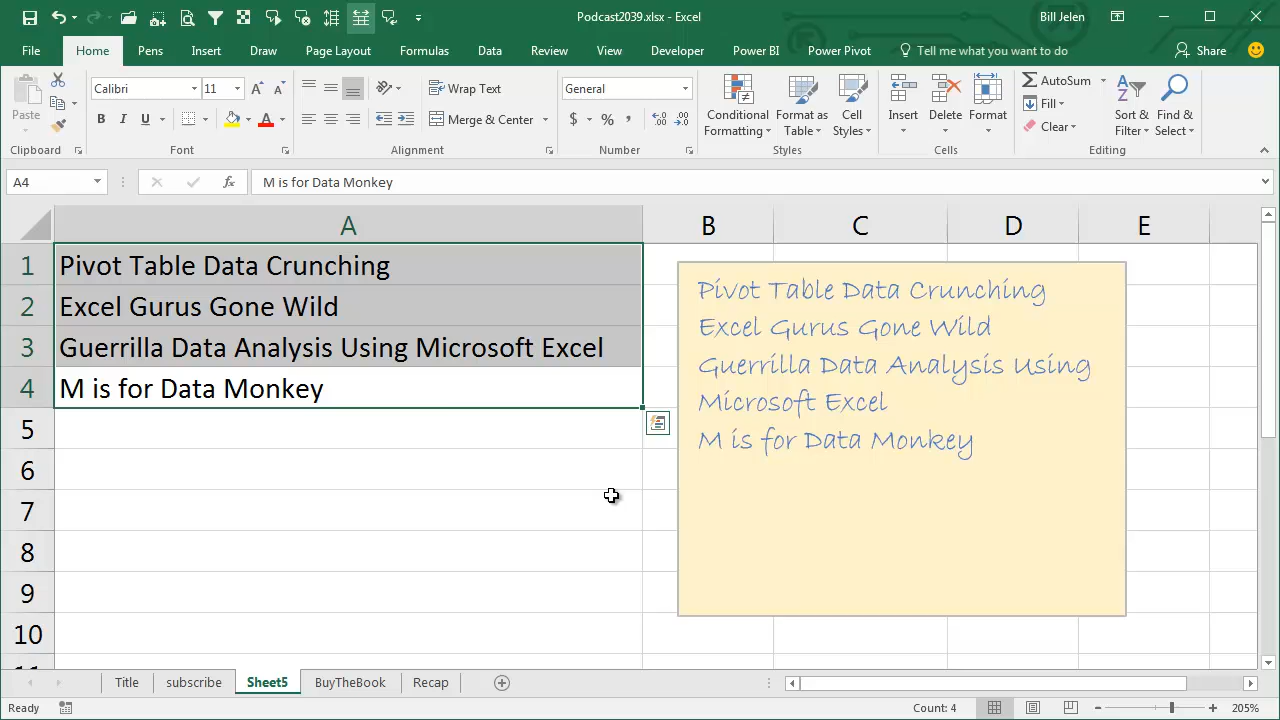 Podcast2039.xlsx - Excel
Bill Jelen
File Home Pens Insert Draw Page Layout Formulas Data Review View Developer Power BI Power Pivot Tell me what you want to do Share
Paste
Clipboard
Calibri 11
B I U
Font
Wrap Text
Merge & Center
Alignment
General
$ % ,
Number
Conditional Formatting
Format as Table
Cell Styles
Styles
Insert
Delete
Format
Cells
AutoSum
Fill
Clear
Sort & Filter
Find & Select
Editing
A4 fx M is for Data Monkey
A B C D E
1 Pivot Table Data Crunching
2 Excel Gurus Gone Wild
3 Guerrilla Data Analysis Using Microsoft Excel
4 M is for Data Monkey
5
6
7
8
9
10
Pivot Table Data Crunching
Excel Gurus Gone Wild
Guerrilla Data Analysis Using
Microsoft Excel
M is for Data Monkey
Title subscribe Sheet5 BuyTheBook Recap
Ready Count: 4 205%